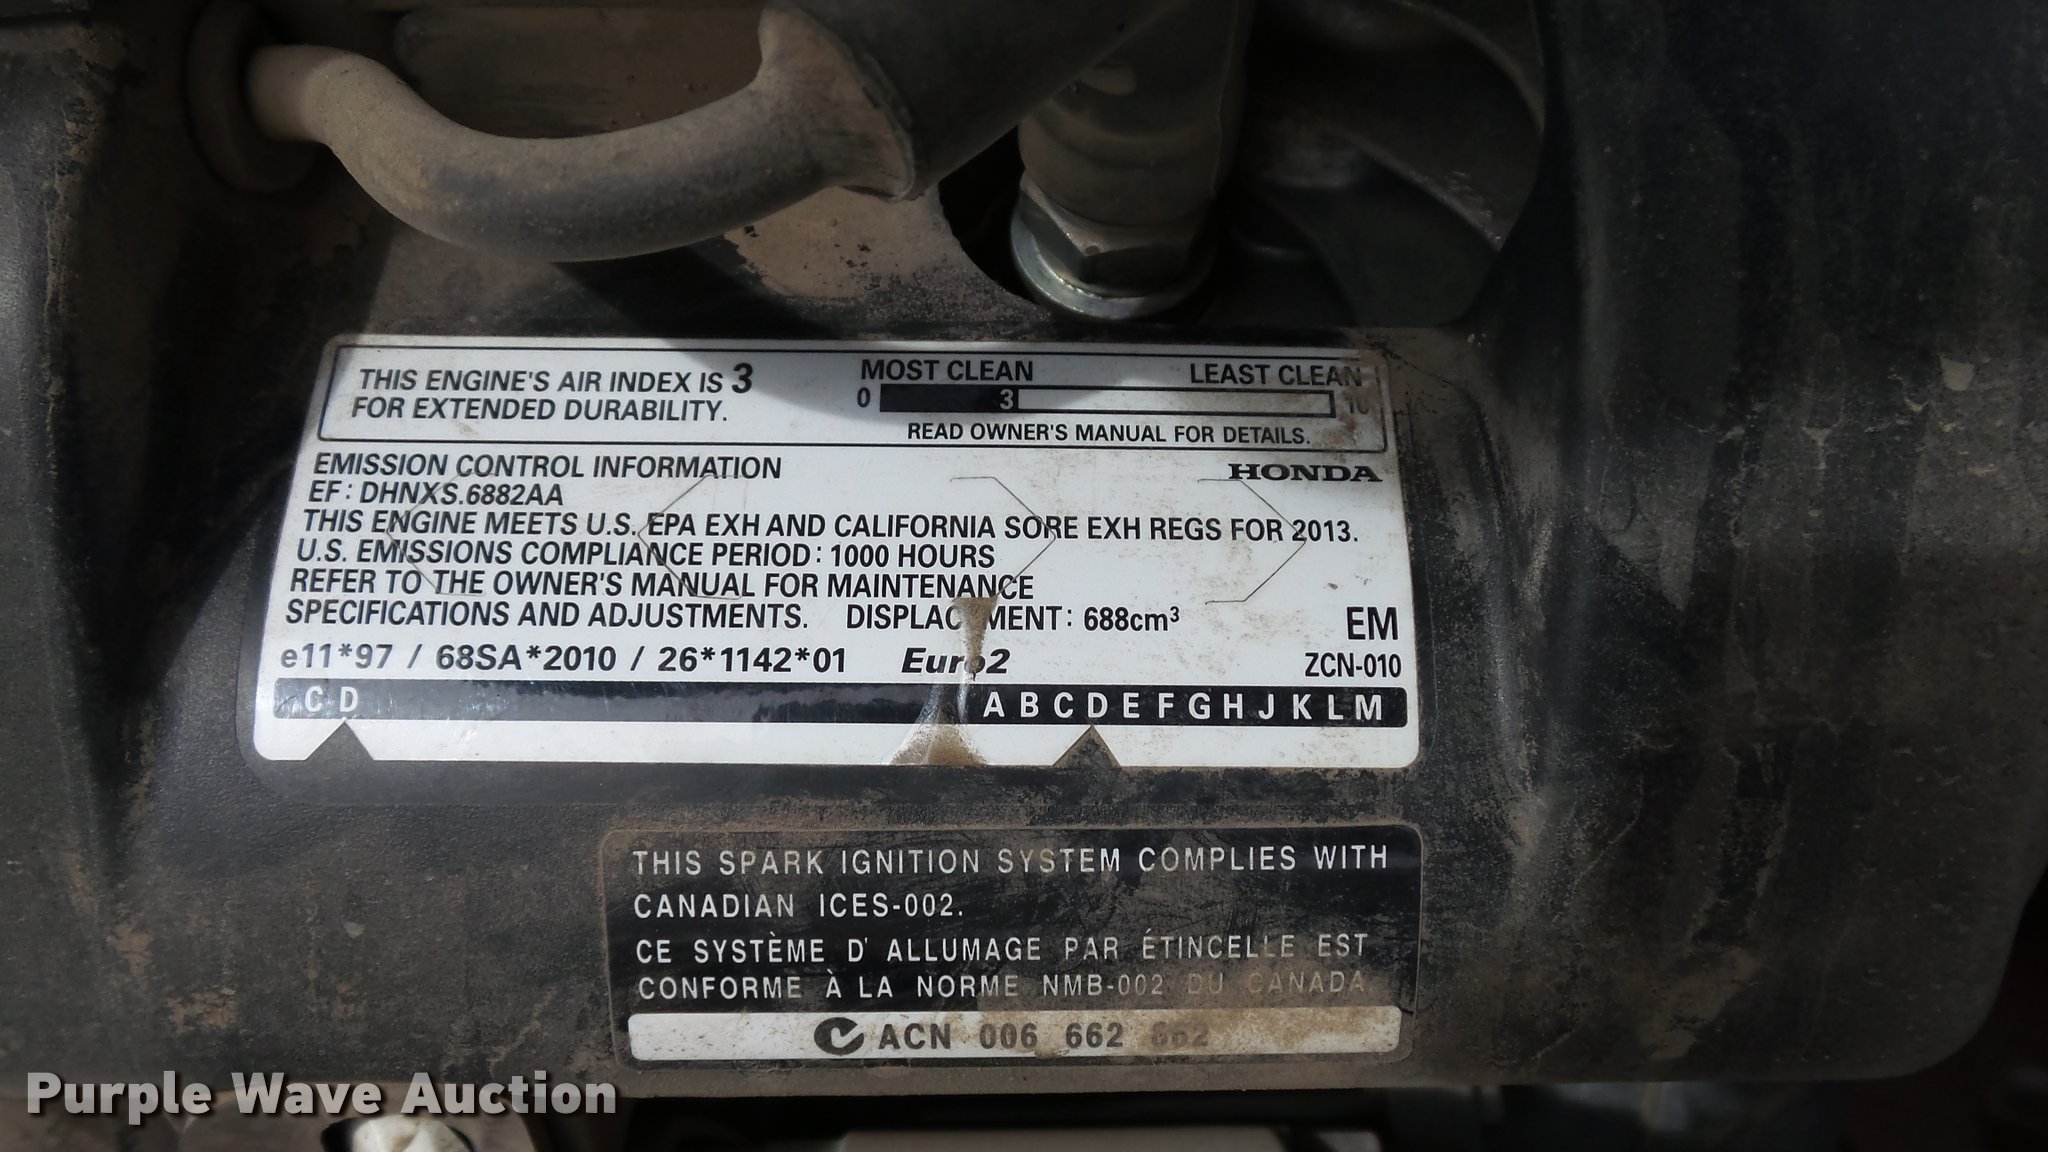 THIS ENGINE'S AIR INDEX IS 3
FOR EXTENDED DURABILITY.
MOST CLEAN LEAST CLEAN
0 3 10
READ OWNER'S MANUAL FOR DETAILS.
EMISSION CONTROL INFORMATION
HONDA
EF: DHNXS.6882AA
THIS ENGINE MEETS U.S. EPA EXH AND CALIFORNIA SORE EXH REGS FOR 2013.
U.S. EMISSIONS COMPLIANCE PERIOD: 1000 HOURS
REFER TO THE OWNER'S MANUAL FOR MAINTENANCE
SPECIFICATIONS AND ADJUSTMENTS. DISPLACEMENT: 688cm³
EM
e11*97 / 68SA*2010 / 26*1142*01 Euro2
ZCN-010
C D A B C D E F G H J K L M
THIS SPARK IGNITION SYSTEM COMPLIES WITH
CANADIAN ICES-002.
CE SYSTÈME D' ALLUMAGE PAR ÉTINCELLE EST
CONFORME À LA NORME NMB-002 DU CANADA.
ACN 006 662 862
Purple Wave Auction